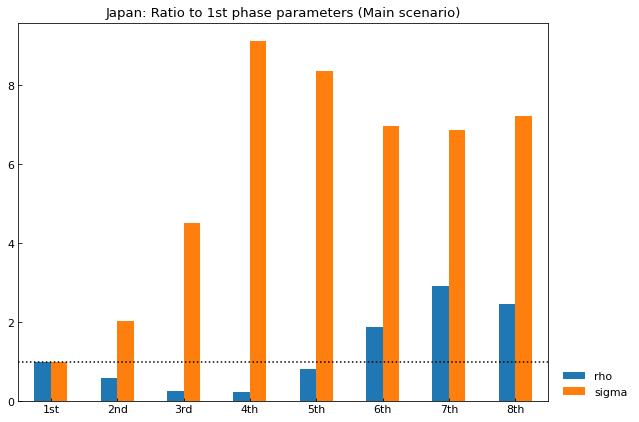 Japan: Ratio to 1st phase parameters (Main scenario)
8
6
4
2
0
1st 2nd 3rd 4th 5th 6th 7th 8th
rho
sigma